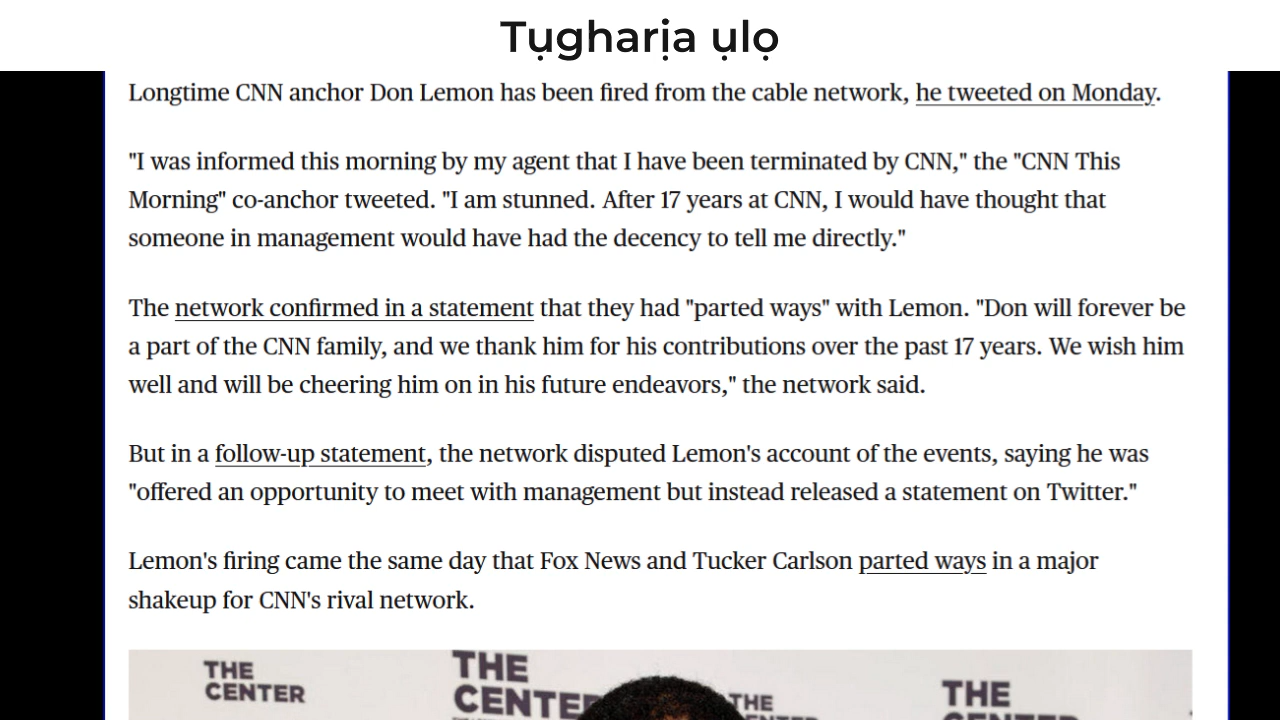 Tụgharịa ụlọ
Longtime CNN anchor Don Lemon has been fired from the cable network, he tweeted on Monday.
"I was informed this morning by my agent that I have been terminated by CNN," the "CNN This
Morning" co-anchor tweeted. "I am stunned. After 17 years at CNN, I would have thought that
someone in management would have had the decency to tell me directly."
The network confirmed in a statement that they had "parted ways" with Lemon. "Don will forever be
a part of the CNN family, and we thank him for his contributions over the past 17 years. We wish him
well and will be cheering him on in his future endeavors," the network said.
But in a follow-up statement, the network disputed Lemon's account of the events, saying he was
"offered an opportunity to meet with management but instead released a statement on Twitter."
Lemon's firing came the same day that Fox News and Tucker Carlson parted ways in a major
shakeup for CNN's rival network.
THE
CENTER
THE
CENTER
THE
THE